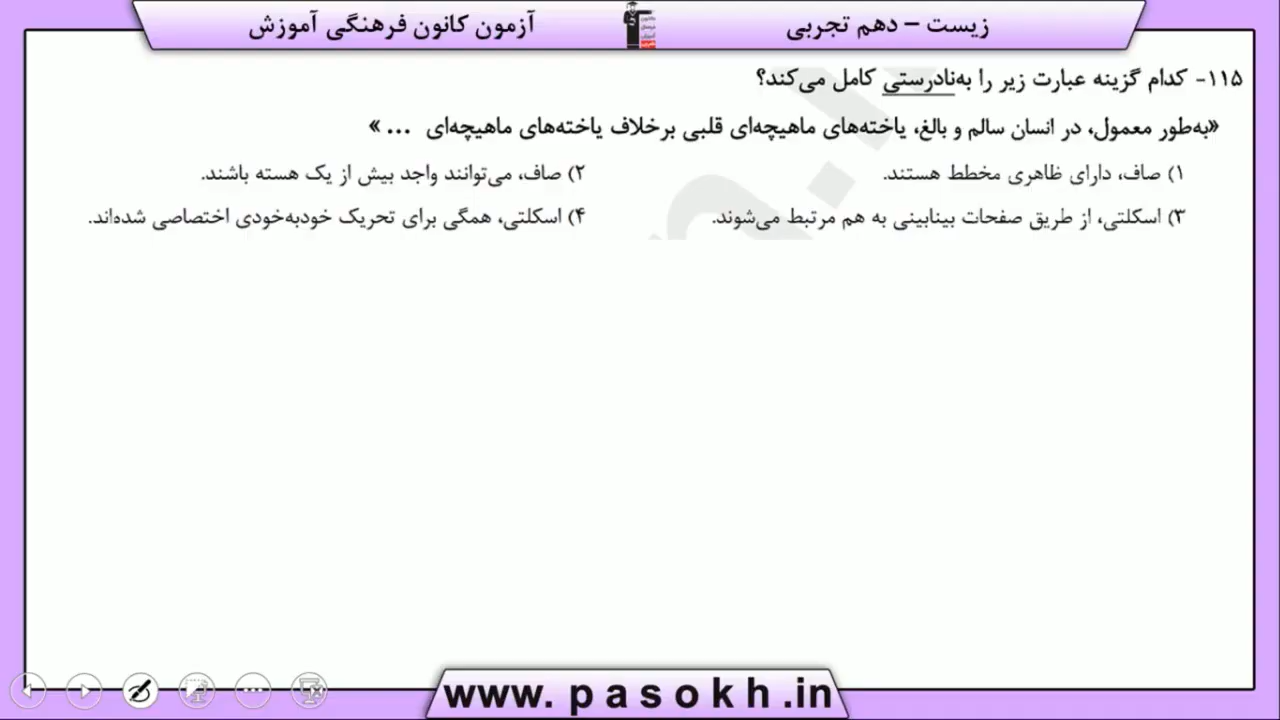 زیست – دهم تجربی
آزمون کانون فرهنگی آموزش
۱۱۵- کدام گزینه عبارت زیر را به‌نادرستی کامل می‌کند؟
«به‌طور معمول، در انسان سالم و بالغ، یاخته‌های ماهیچه‌ای قلبی برخلاف یاخته‌های ماهیچه‌ای ... »
۱) صاف، دارای ظاهری مخطط هستند.
۲) صاف، می‌توانند واجد بیش از یک هسته باشند.
۳) اسکلتی، از طریق صفحات بینابینی به هم مرتبط می‌شوند.
۴) اسکلتی، همگی برای تحریک خودبه‌خودی اختصاصی شده‌اند.
www. p a s o k h .in